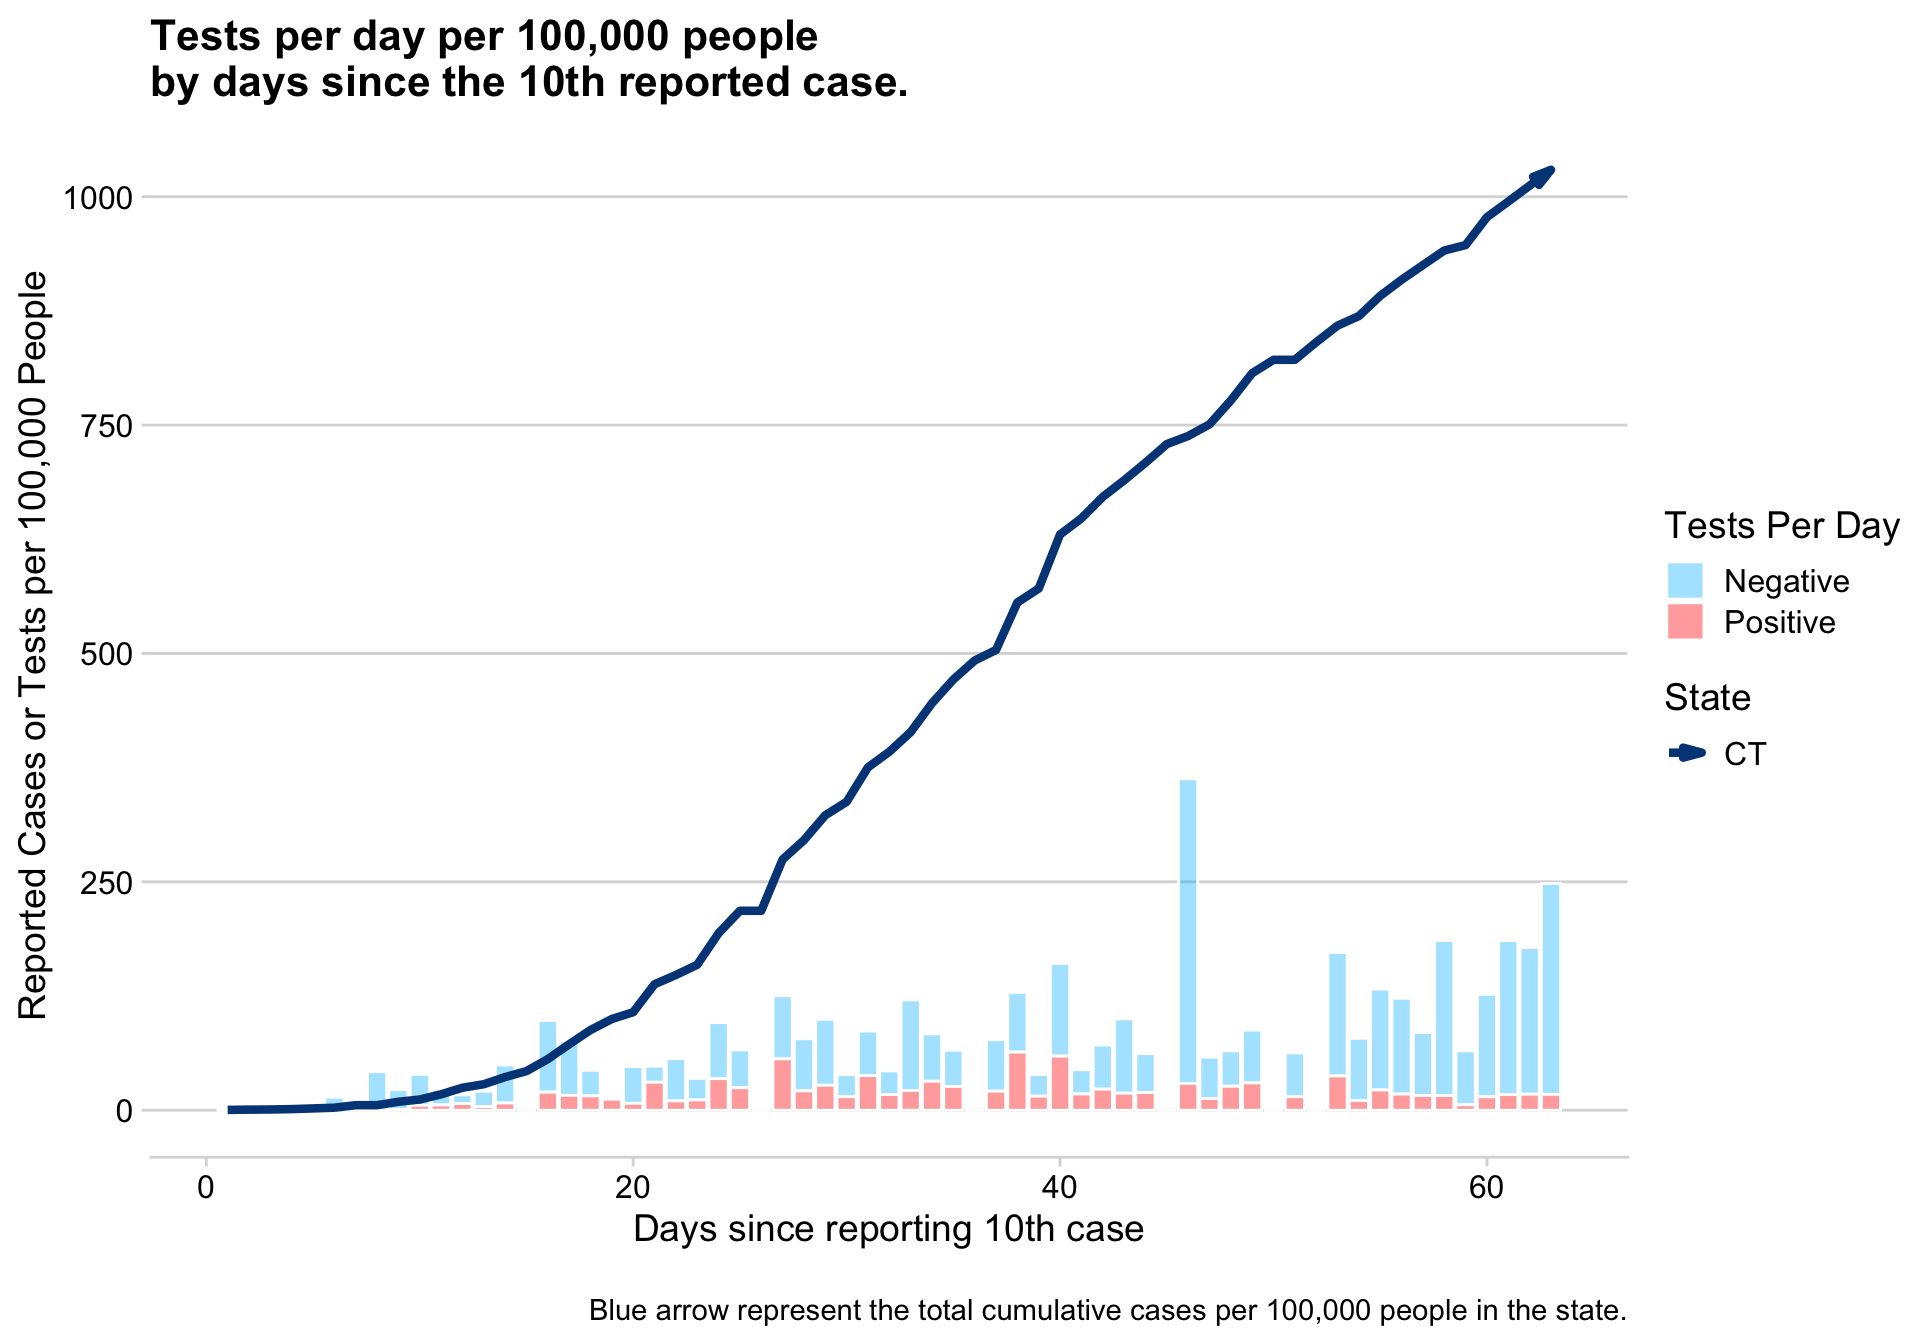 Tests per day per 100,000 people
by days since the 10th reported case.
Reported Cases or Tests per 100,000 People
1000
750
500
250
0
0
20
40
60
Days since reporting 10th case
Tests Per Day
Negative
Positive
State
CT
Blue arrow represent the total cumulative cases per 100,000 people in the state.